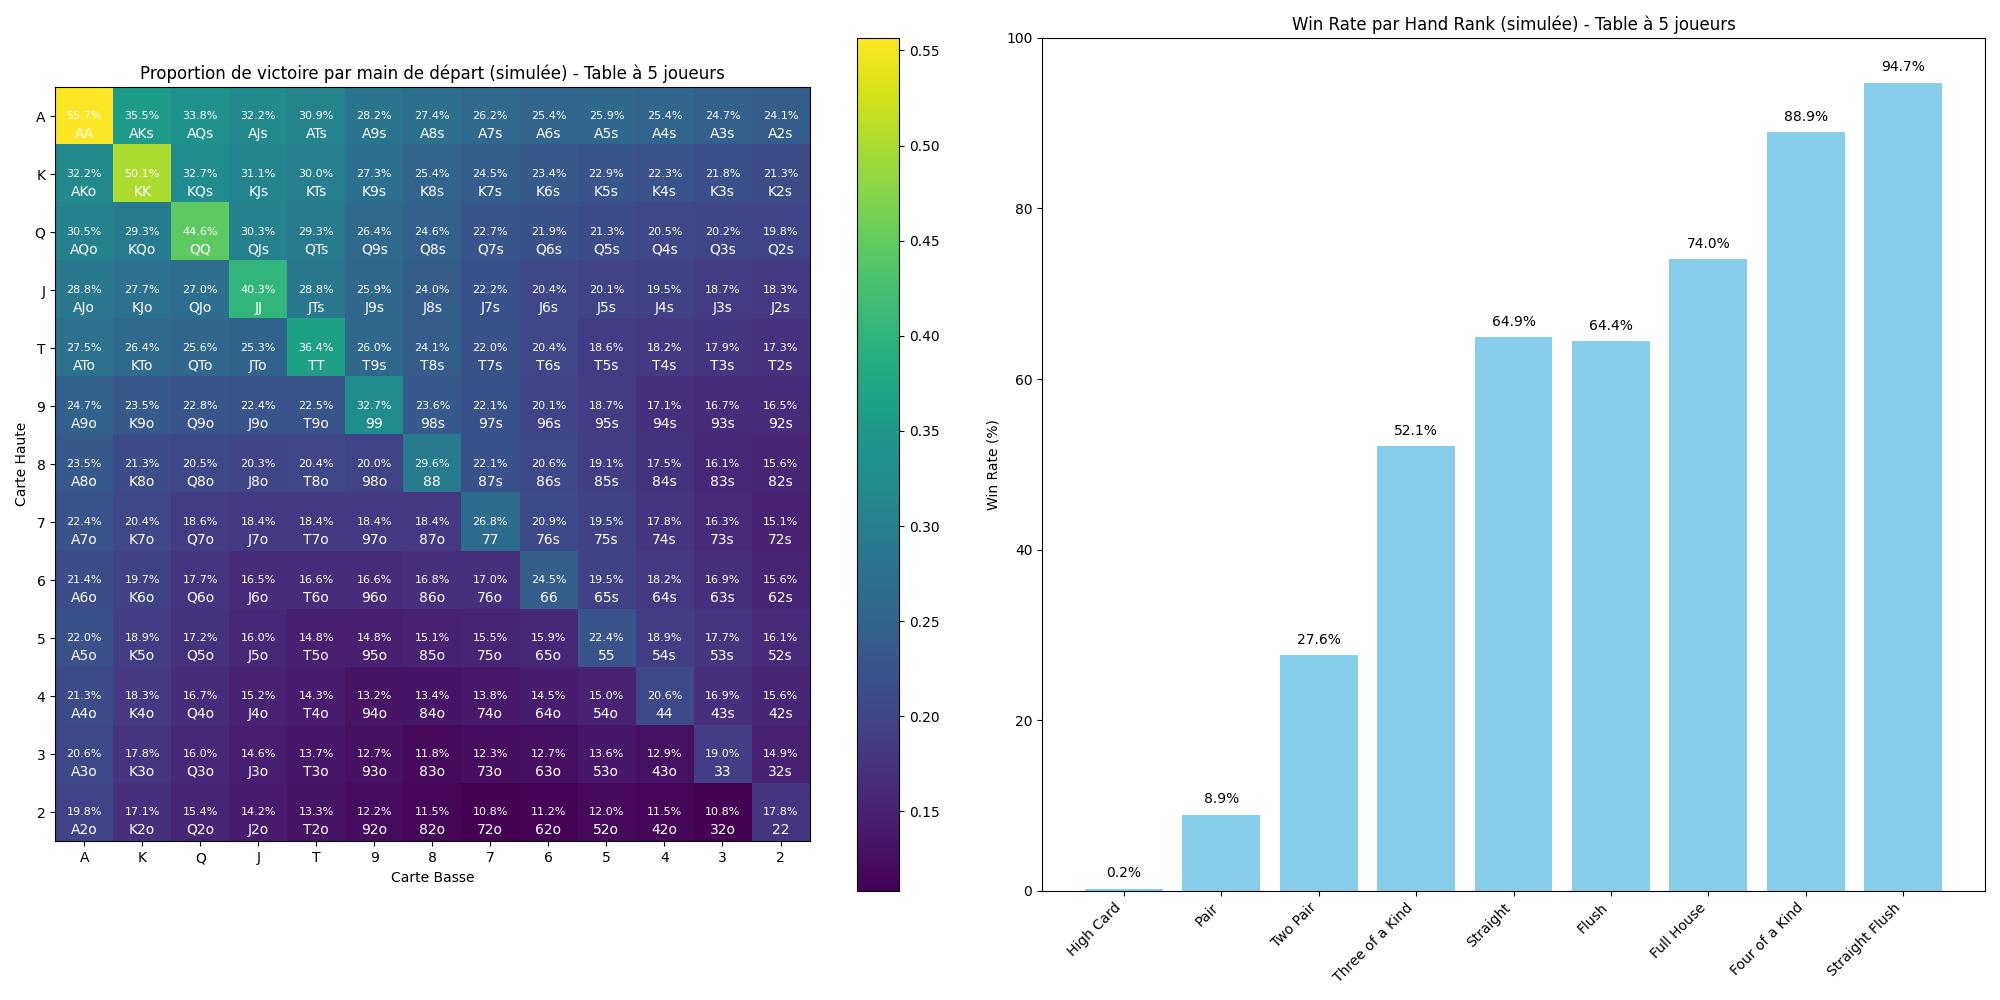 Proportion de victoire par main de départ (simulée) - Table à 5 joueurs
A
55.7% 35.5% 33.8% 32.2% 30.9% 28.2% 27.4% 26.2% 25.4% 25.9% 25.4% 24.7% 24.1%
AA AKs AQs AJs ATs A9s A8s A7s A6s A5s A4s A3s A2s
K
32.2% 50.1% 32.7% 31.1% 30.0% 27.3% 25.4% 24.5% 23.4% 22.9% 22.3% 21.8% 21.3%
AKo KK KQs KJs KTs K9s K8s K7s K6s K5s K4s K3s K2s
Q
30.5% 29.3% 44.6% 30.3% 29.3% 26.4% 24.6% 22.7% 21.9% 21.3% 20.5% 20.2% 19.8%
AQo KQo QQ QJs QTs Q9s Q8s Q7s Q6s Q5s Q4s Q3s Q2s
J
28.8% 27.7% 27.0% 40.3% 28.8% 25.9% 24.0% 22.2% 20.4% 20.1% 19.5% 18.7% 18.3%
AJo KJo QJo JJ JTs J9s J8s J7s J6s J5s J4s J3s J2s
T
27.5% 26.4% 25.6% 25.3% 36.4% 26.0% 24.1% 22.0% 20.4% 18.6% 18.2% 17.9% 17.3%
ATo KTo QTo JTo TT T9s T8s T7s T6s T5s T4s T3s T2s
9
24.7% 23.5% 22.8% 22.4% 22.5% 32.7% 23.6% 22.1% 20.1% 18.7% 17.1% 16.7% 16.5%
A9o K9o Q9o J9o T9o 99 98s 97s 96s 95s 94s 93s 92s
8
23.5% 21.3% 20.5% 20.3% 20.4% 20.0% 29.6% 22.1% 20.6% 19.1% 17.5% 16.1% 15.6%
A8o K8o Q8o J8o T8o 98o 88 87s 86s 85s 84s 83s 82s
7
22.4% 20.4% 18.6% 18.4% 18.4% 18.4% 18.4% 26.8% 20.9% 19.5% 17.8% 16.3% 15.1%
A7o K7o Q7o J7o T7o 97o 87o 77 76s 75s 74s 73s 72s
6
21.4% 19.7% 17.7% 16.5% 16.6% 16.6% 16.8% 17.0% 24.5% 19.5% 18.2% 16.9% 15.6%
A6o K6o Q6o J6o T6o 96o 86o 76o 66 65s 64s 63s 62s
5
22.0% 18.9% 17.2% 16.0% 14.8% 14.8% 15.1% 15.5% 15.9% 22.4% 18.9% 17.7% 16.1%
A5o K5o Q5o J5o T5o 95o 85o 75o 65o 55 54s 53s 52s
4
21.3% 18.3% 16.7% 15.2% 14.3% 13.2% 13.4% 13.8% 14.5% 15.0% 20.6% 16.9% 15.6%
A4o K4o Q4o J4o T4o 94o 84o 74o 64o 54o 44 43s 42s
3
20.6% 17.8% 16.0% 14.6% 13.7% 12.7% 11.8% 12.3% 12.7% 13.6% 12.9% 19.0% 14.9%
A3o K3o Q3o J3o T3o 93o 83o 73o 63o 53o 43o 33 32s
2
19.8% 17.1% 15.4% 14.2% 13.3% 12.2% 11.5% 10.8% 11.2% 12.0% 11.5% 10.8% 17.8%
A2o K2o Q2o J2o T2o 92o 82o 72o 62o 52o 42o 32o 22
A K Q J T 9 8 7 6 5 4 3 2
Carte Basse
Carte Haute
0.55
0.50
0.45
0.40
0.35
0.30
0.25
0.20
0.15
Win Rate par Hand Rank (simulée) - Table à 5 joueurs
Win Rate (%)
100
80
60
40
20
0
0.2%
8.9%
27.6%
52.1%
64.9%
64.4%
74.0%
88.9%
94.7%
High Card
Pair
Two Pair
Three of a Kind
Straight
Flush
Full House
Four of a Kind
Straight Flush